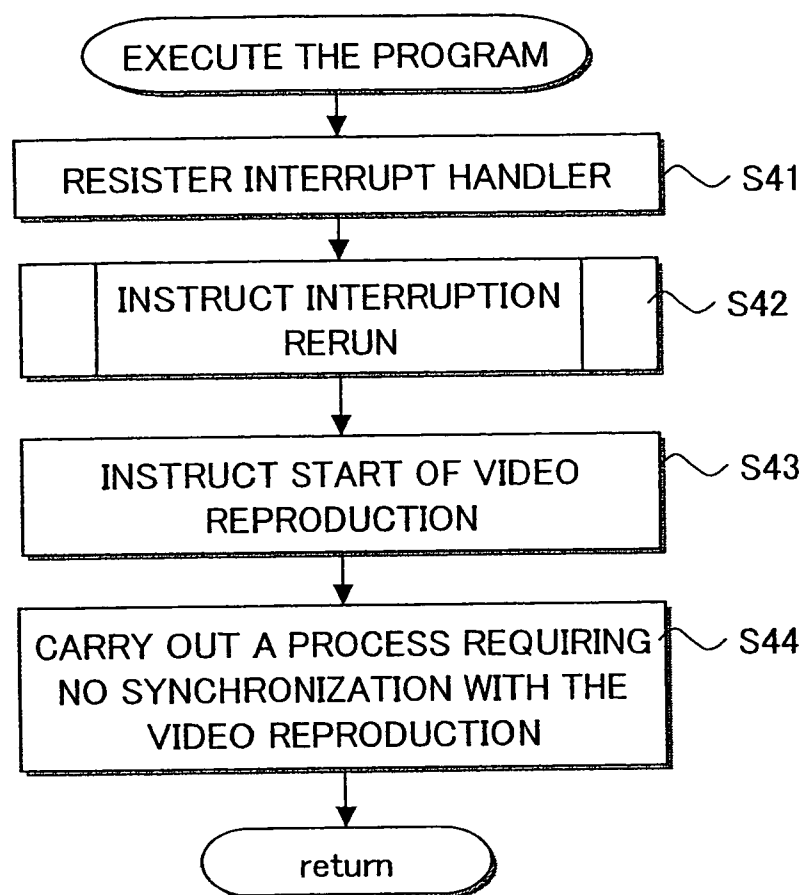 EXECUTE THE PROGRAM
RESISTER INTERRUPT HANDLER
S41
INSTRUCT INTERRUPTION
RERUN
S42
INSTRUCT START OF VIDEO
REPRODUCTION
S43
CARRY OUT A PROCESS REQUIRING
NO SYNCHRONIZATION WITH THE
VIDEO REPRODUCTION
S44
return